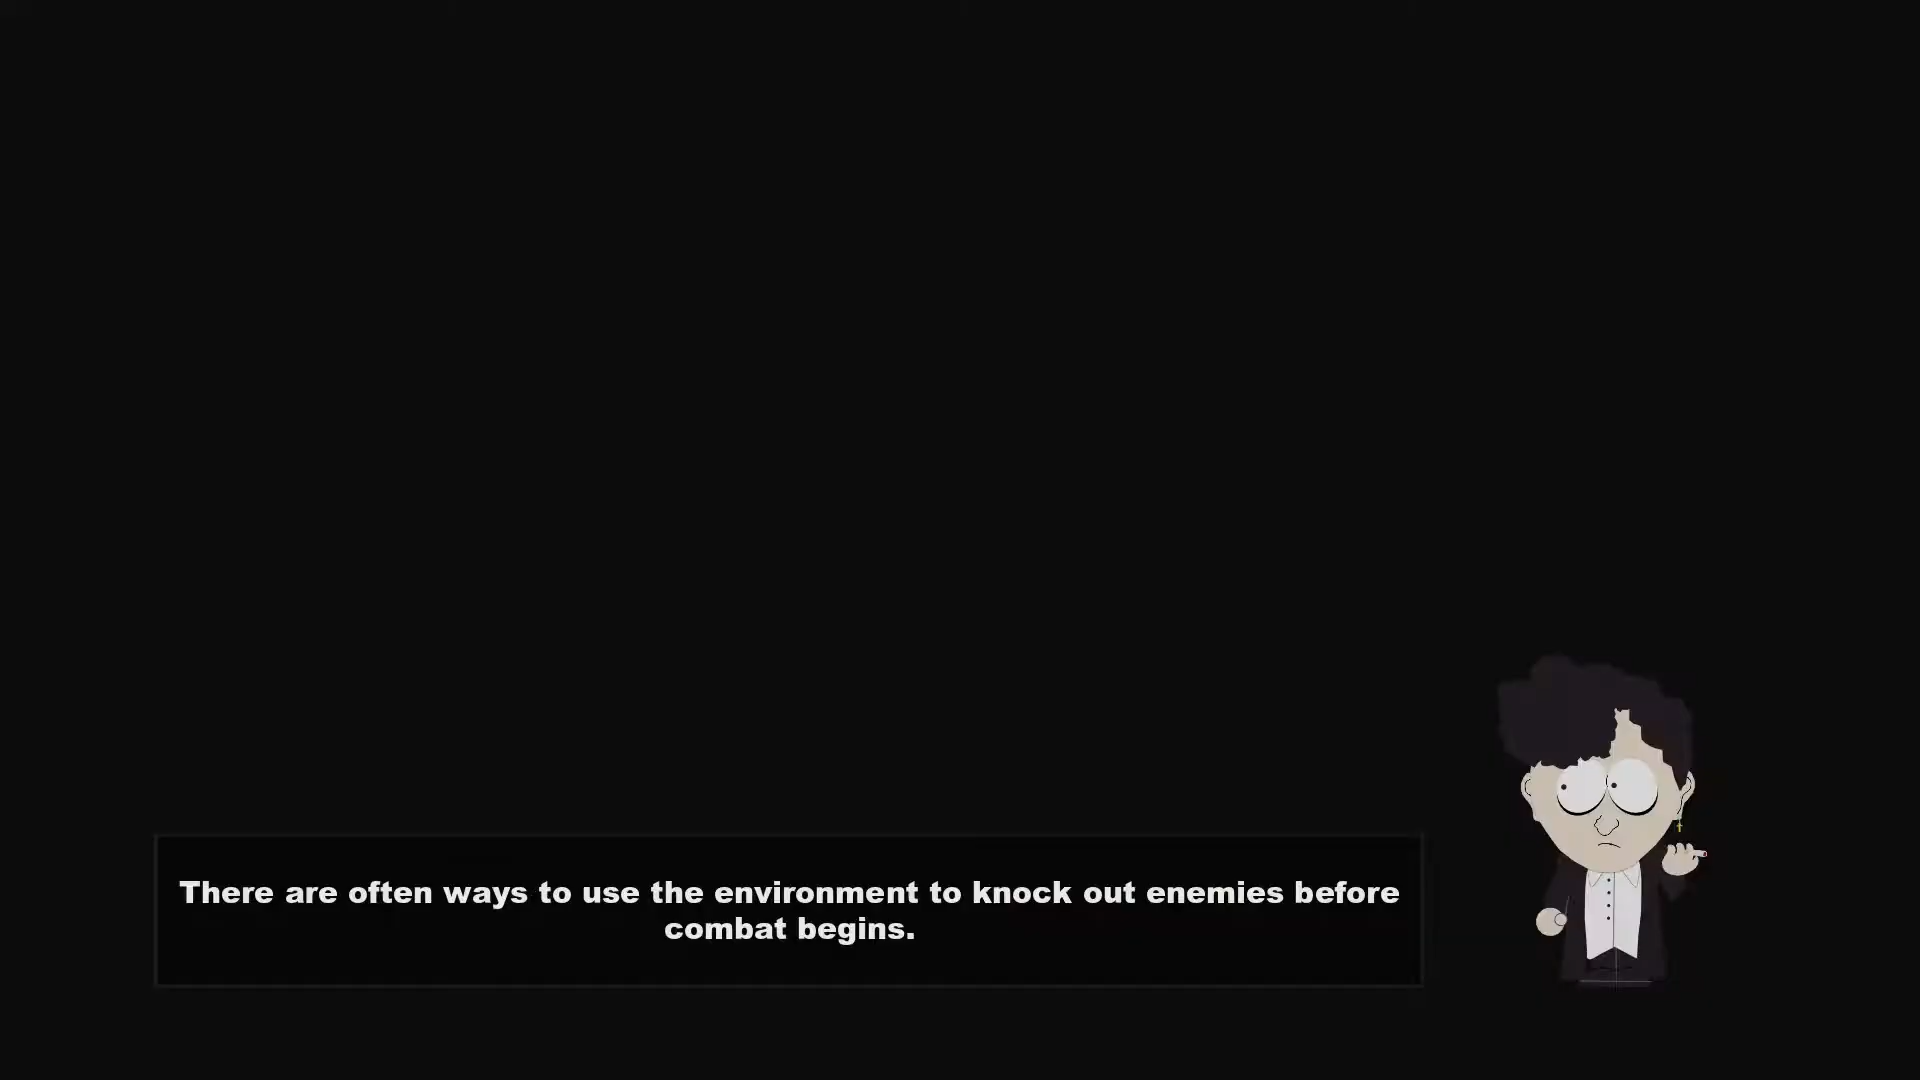 There are often ways to use the environment to knock out enemies before
combat begins.